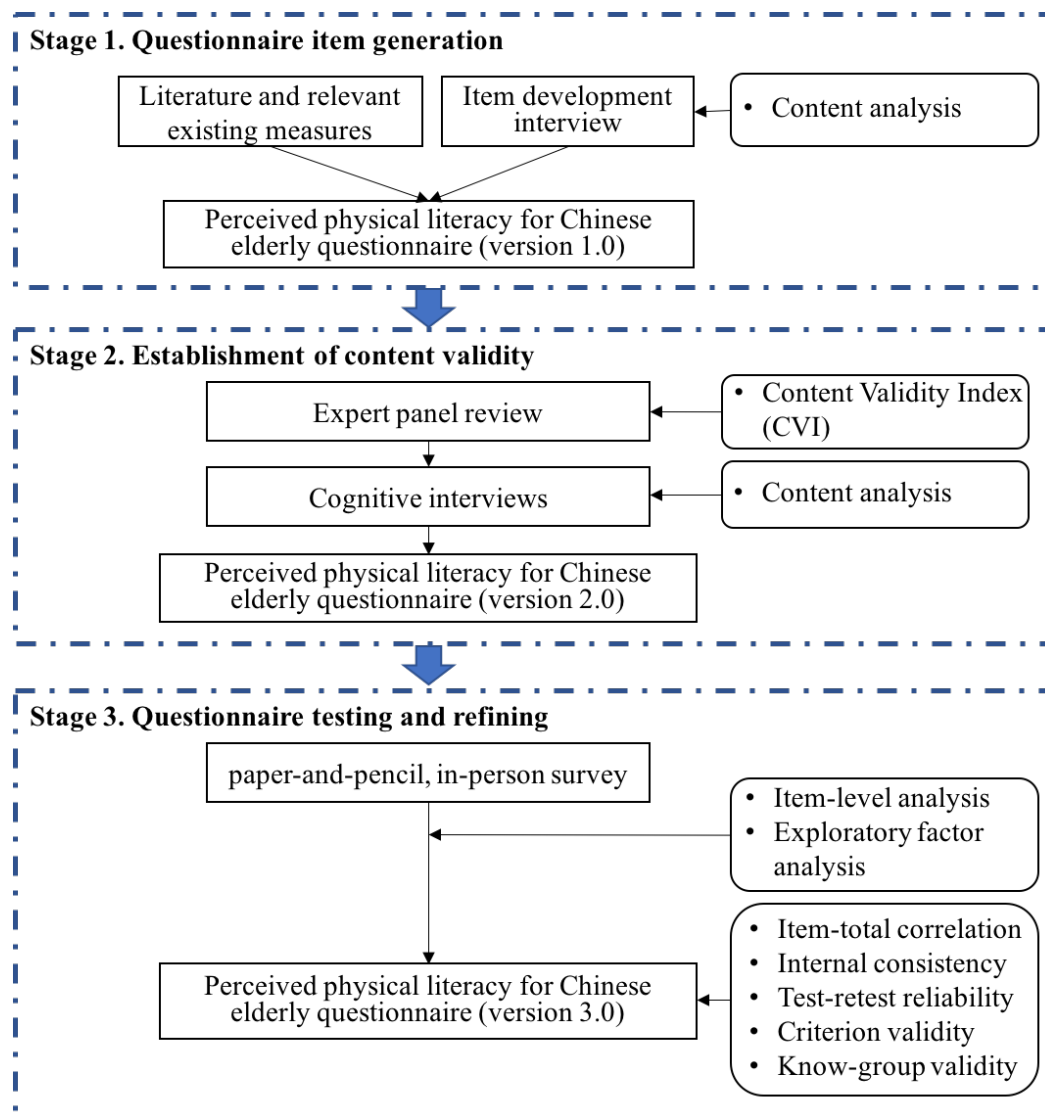 Stage 1. Questionnaire item generation
Literature and relevant
existing measures
Item development
interview
• Content analysis
Perceived physical literacy for Chinese
elderly questionnaire (version 1.0)
Stage 2. Establishment of content validity
Expert panel review
• Content Validity Index
(CVI)
Cognitive interviews
• Content analysis
Perceived physical literacy for Chinese
elderly questionnaire (version 2.0)
Stage 3. Questionnaire testing and refining
paper-and-pencil, in-person survey
• Item-level analysis
• Exploratory factor
analysis
Perceived physical literacy for Chinese
elderly questionnaire (version 3.0)
• Item-total correlation
• Internal consistency
• Test-retest reliability
• Criterion validity
• Know-group validity